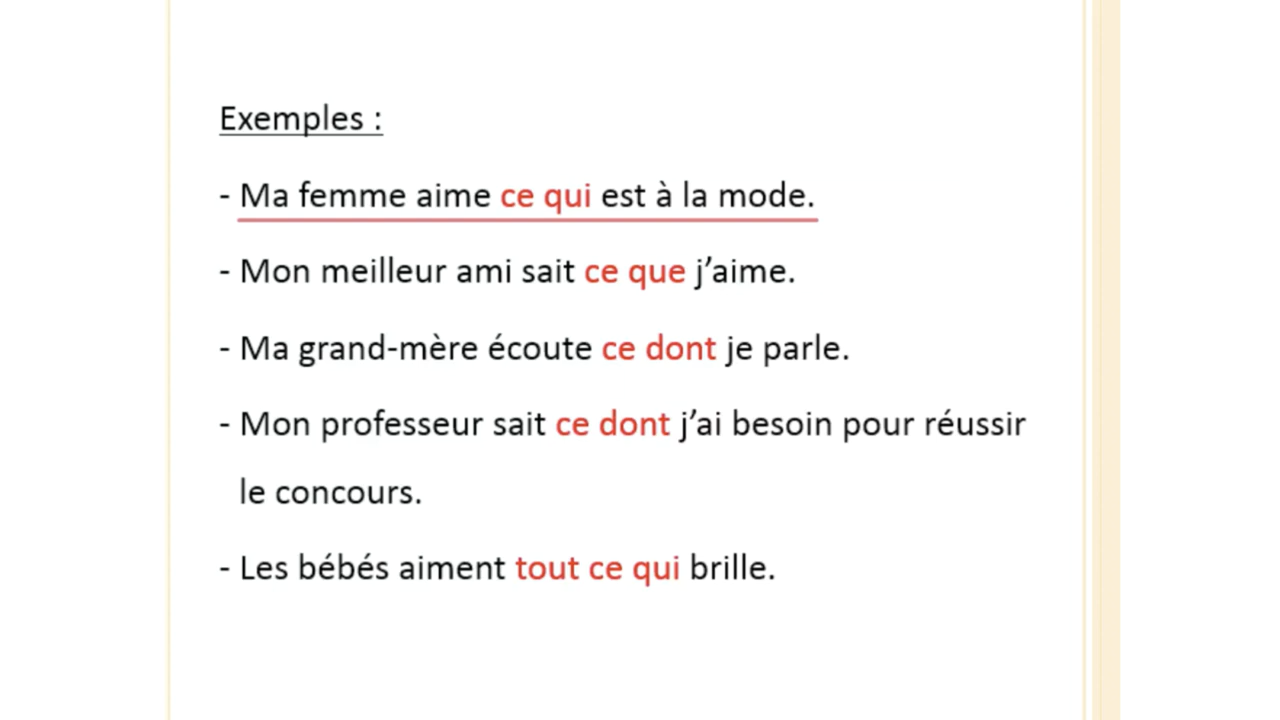 Exemples :
- Ma femme aime ce qui est à la mode.
- Mon meilleur ami sait ce que j’aime.
- Ma grand-mère écoute ce dont je parle.
- Mon professeur sait ce dont j’ai besoin pour réussir
le concours.
- Les bébés aiment tout ce qui brille.